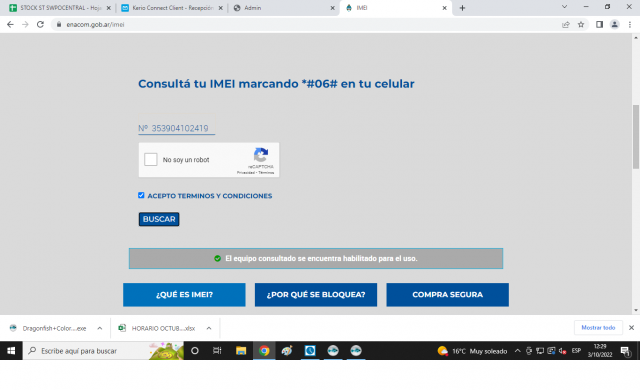 STOCK ST SWPDCENTRAL - Hoja
Kerio Connect Client - Recepción
Admin
IMEI
enacom.gob.ar/imei
Consultá tu IMEI marcando *#06# en tu celular
Nº 353904102419
No soy un robot
reCAPTCHA
Privacidad - Términos
ACEPTO TERMINOS Y CONDICIONES
BUSCAR
El equipo consultado se encuentra habilitado para el uso.
¿QUÉ ES IMEI?
¿POR QUÉ SE BLOQUEA?
COMPRA SEGURA
Dragonfish+Color....exe
HORARIO OCTUB....xlsx
Mostrar todo
Escribe aquí para buscar
16°C Muy soleado
ESP
12:29
3/10/2022